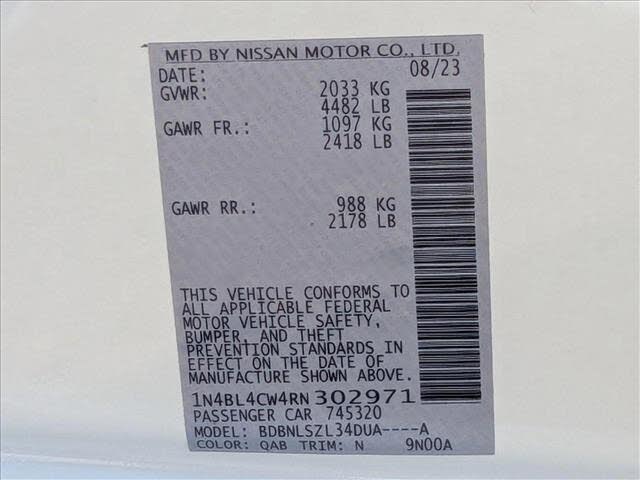 MFD BY NISSAN MOTOR CO., LTD.
DATE: 08/23
GVWR: 2033 KG
4482 LB
GAWR FR.: 1097 KG
2418 LB
GAWR RR.: 988 KG
2178 LB
THIS VEHICLE CONFORMS TO
ALL APPLICABLE FEDERAL
MOTOR VEHICLE SAFETY,
BUMPER, AND THEFT
PREVENTION STANDARDS IN
EFFECT ON THE DATE OF
MANUFACTURE SHOWN ABOVE.
1N4BL4CW4RN302971
PASSENGER CAR 745320
MODEL: BDBNLSZL34DUA----A
COLOR: QAB TRIM: N 9N00A